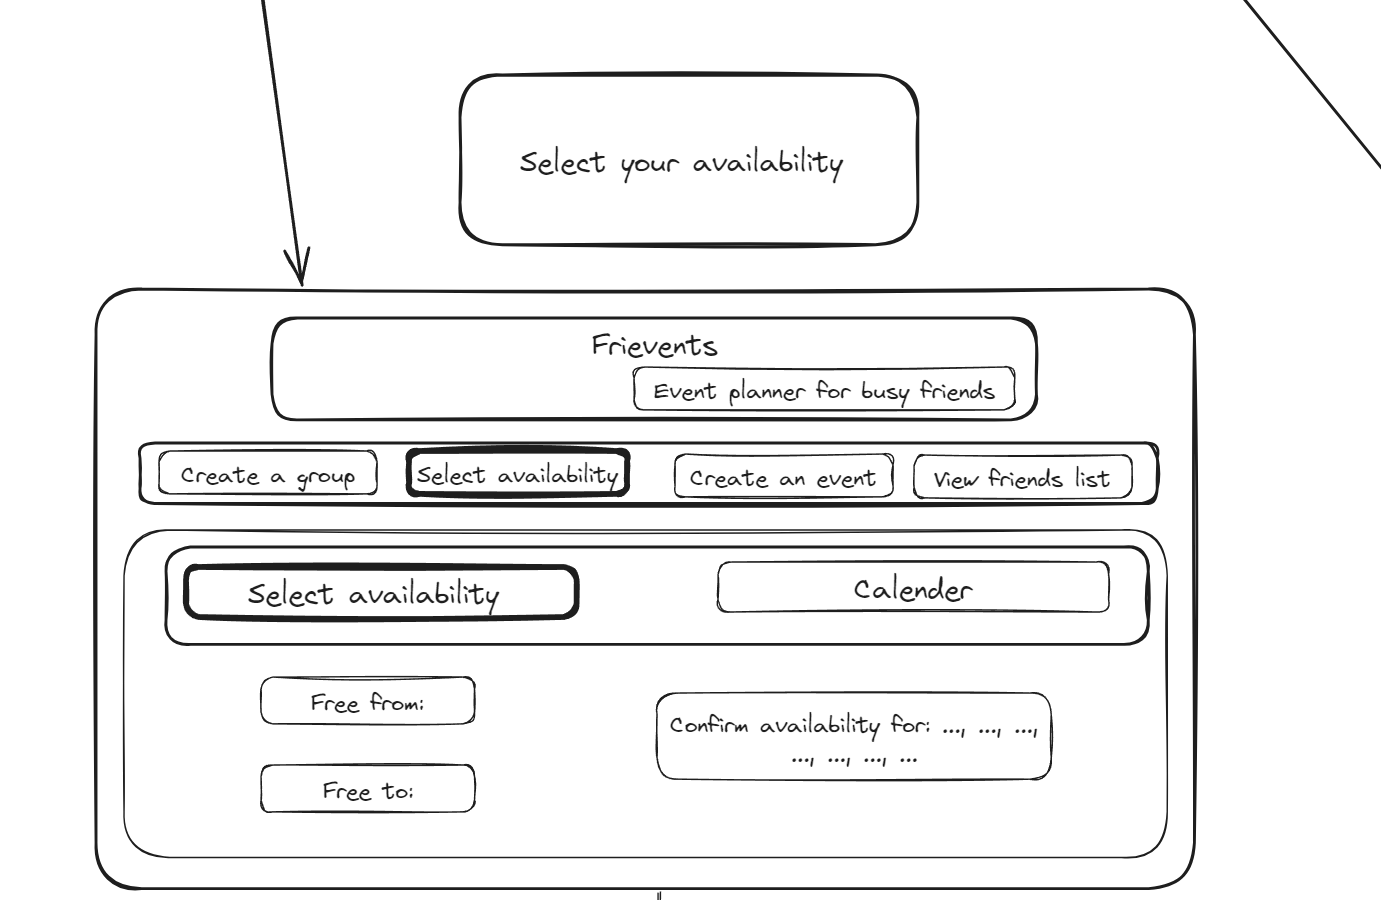 Select your availability
Frievents
Event planner for busy friends
Create a group
Select availability
Create an event
View friends list
Select availability
Calender
Free from:
Confirm availability for: ..., ..., ...,
..., ..., ..., ...
Free to: